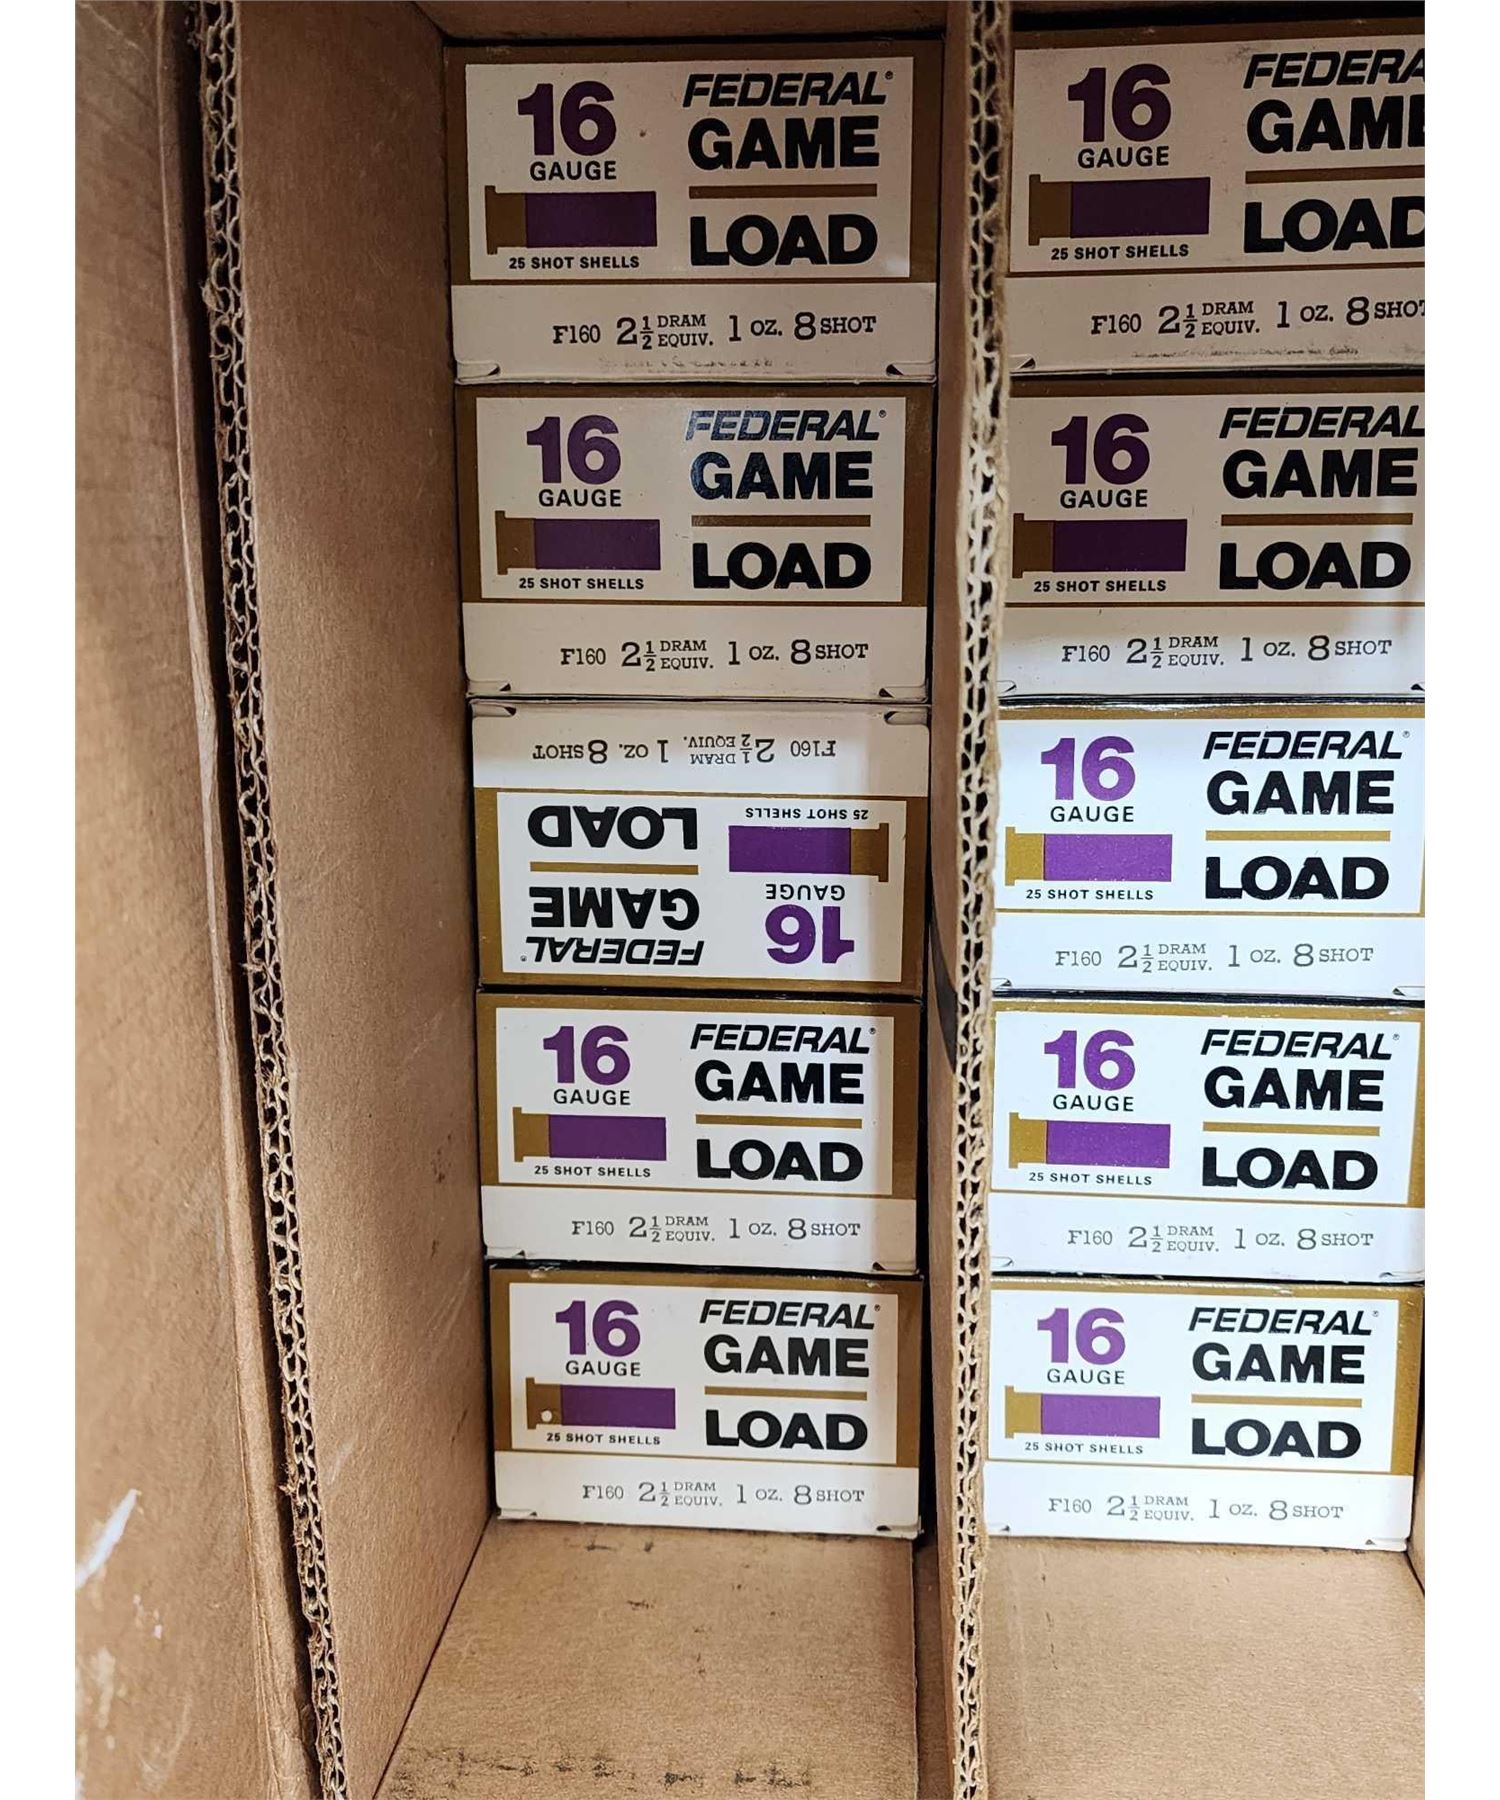 16
GAUGE
25 SHOT SHELLS
FEDERAL®
GAME
LOAD
F160 2½ DRAM EQUIV. 1 OZ. 8 SHOT
16
GAUGE
25 SHOT SHELLS
FEDERAL®
GAME
LOAD
F160 2½ DRAM EQUIV. 1 OZ. 8 SHOT
16
GAUGE
25 SHOT SHELLS
FEDERAL®
GAME
LOAD
F160 2½ DRAM EQUIV. 1 OZ. 8 SHOT
16
GAUGE
25 SHOT SHELLS
FEDERAL®
GAME
LOAD
F160 2½ DRAM EQUIV. 1 OZ. 8 SHOT
16
GAUGE
25 SHOT SHELLS
FEDERAL®
GAME
LOAD
F160 2½ DRAM EQUIV. 1 OZ. 8 SHOT
16
GAUGE
25 SHOT SHELLS
FEDERA
GAM
LOAD
F160 2½ DRAM EQUIV. 1 OZ. 8 SHOT
16
GAUGE
25 SHOT SHELLS
FEDERAL
GAME
LOAD
F160 2½ DRAM EQUIV. 1 OZ. 8 SHOT
16
GAUGE
25 SHOT SHELLS
FEDERAL®
GAME
LOAD
F160 2½ DRAM EQUIV. 1 OZ. 8 SHOT
16
GAUGE
25 SHOT SHELLS
FEDERAL®
GAME
LOAD
F160 2½ DRAM EQUIV. 1 OZ. 8 SHOT
16
GAUGE
25 SHOT SHELLS
FEDERAL®
GAME
LOAD
F160 2½ DRAM EQUIV. 1 OZ. 8 SHOT